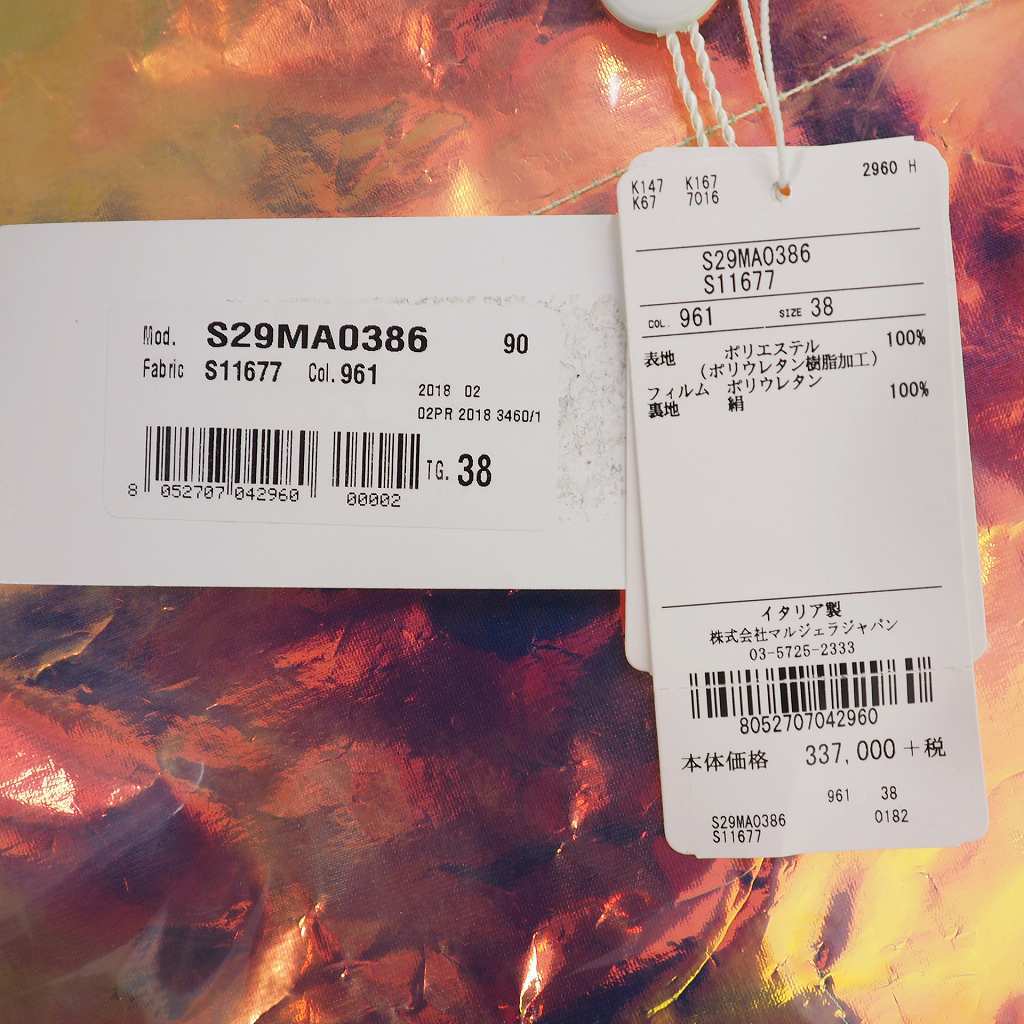 Mod. S29MA0386 90
Fabric S11677 Col. 961
2018 02
02PR 2018 3460/1
TG. 38
8 052707 042960 00002
K147 K167 2960 H
K67 7016
S29MA0386
S11677
COL. 961 SIZE 38
表地 ポリエステル 100%
(ポリウレタン樹脂加工)
フィルム ポリウレタン
裏地 絹 100%
イタリア製
株式会社マルジェラジャパン
03-5725-2333
8052707042960
本体価格 337,000+税
961 38
S29MA0386 0182
S11677